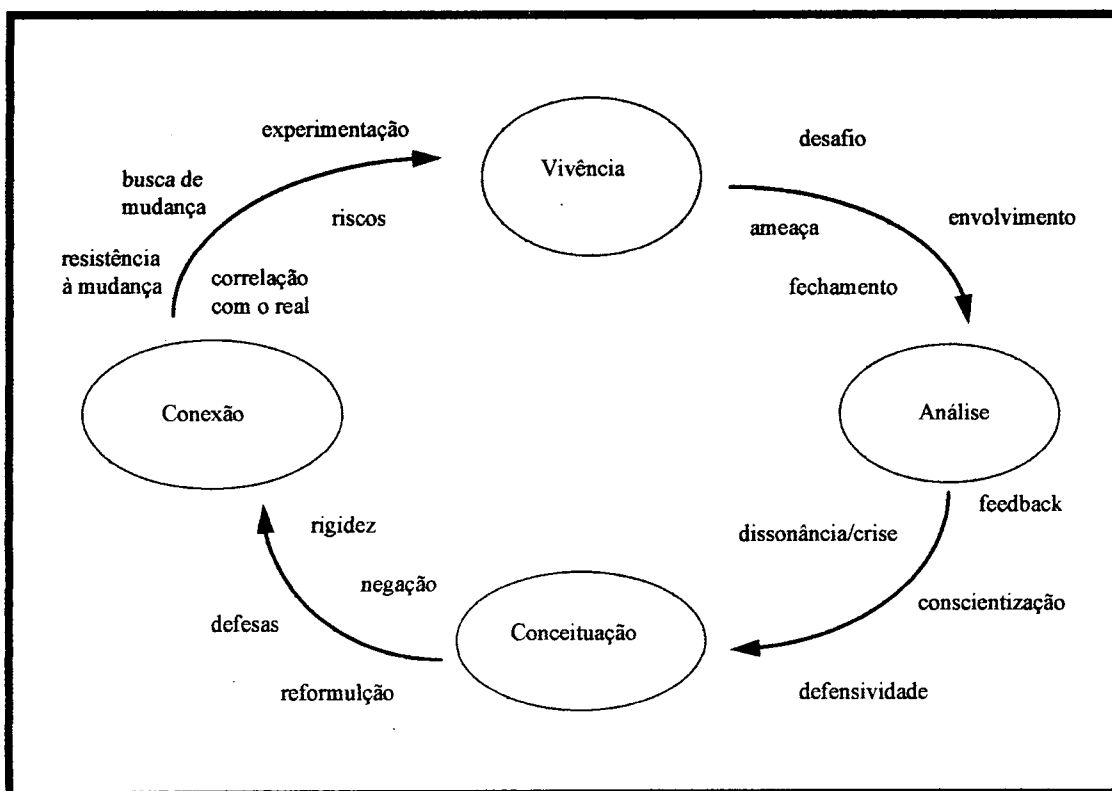 experimentação
Vivência
desafio
busca de
mudança
riscos
ameaça
envolvimento
resistência
à mudança
correlação
com o real
fechamento
Conexão
Análise
feedback
rigidez
dissonância/crise
negação
conscientização
defesas
Conceituação
reformulção
defensividade